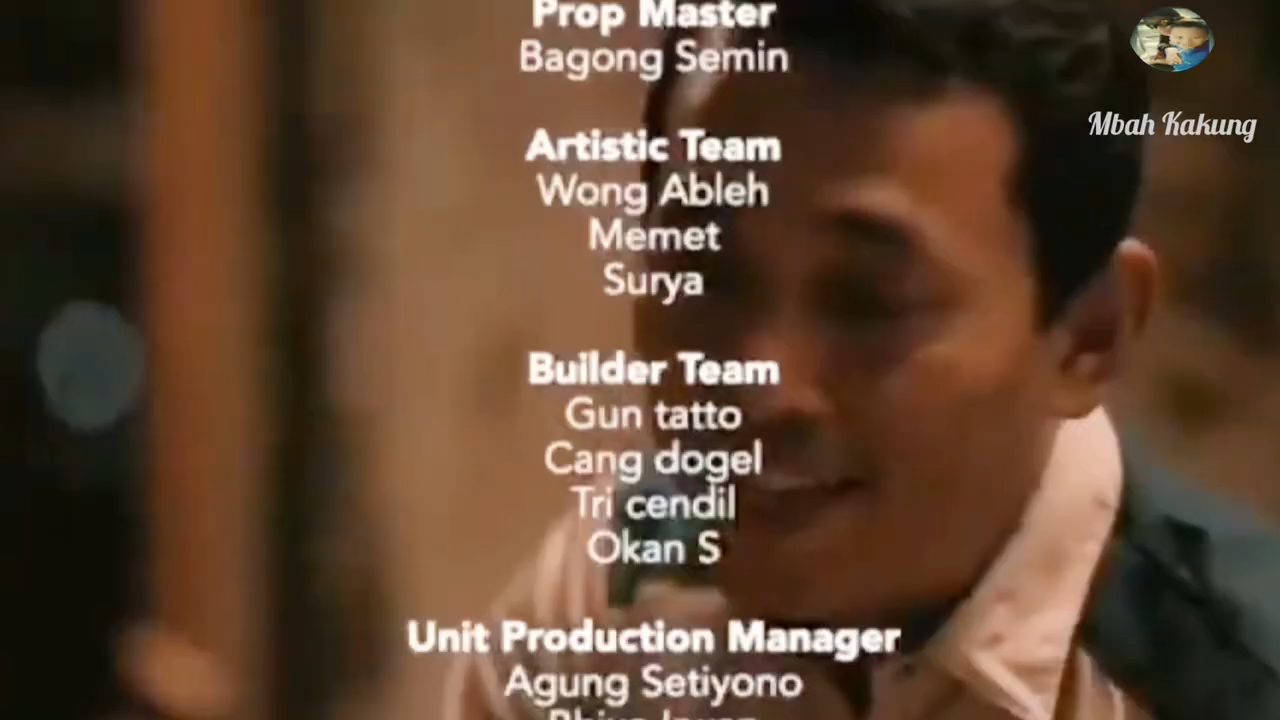 Prop Master
Bagong Semin
Mbah Kakung
Artistic Team
Wong Ableh
Memet
Surya
Builder Team
Gun tatto
Cang dogel
Tri cendil
Okan S
Unit Production Manager
Agung Setiyono